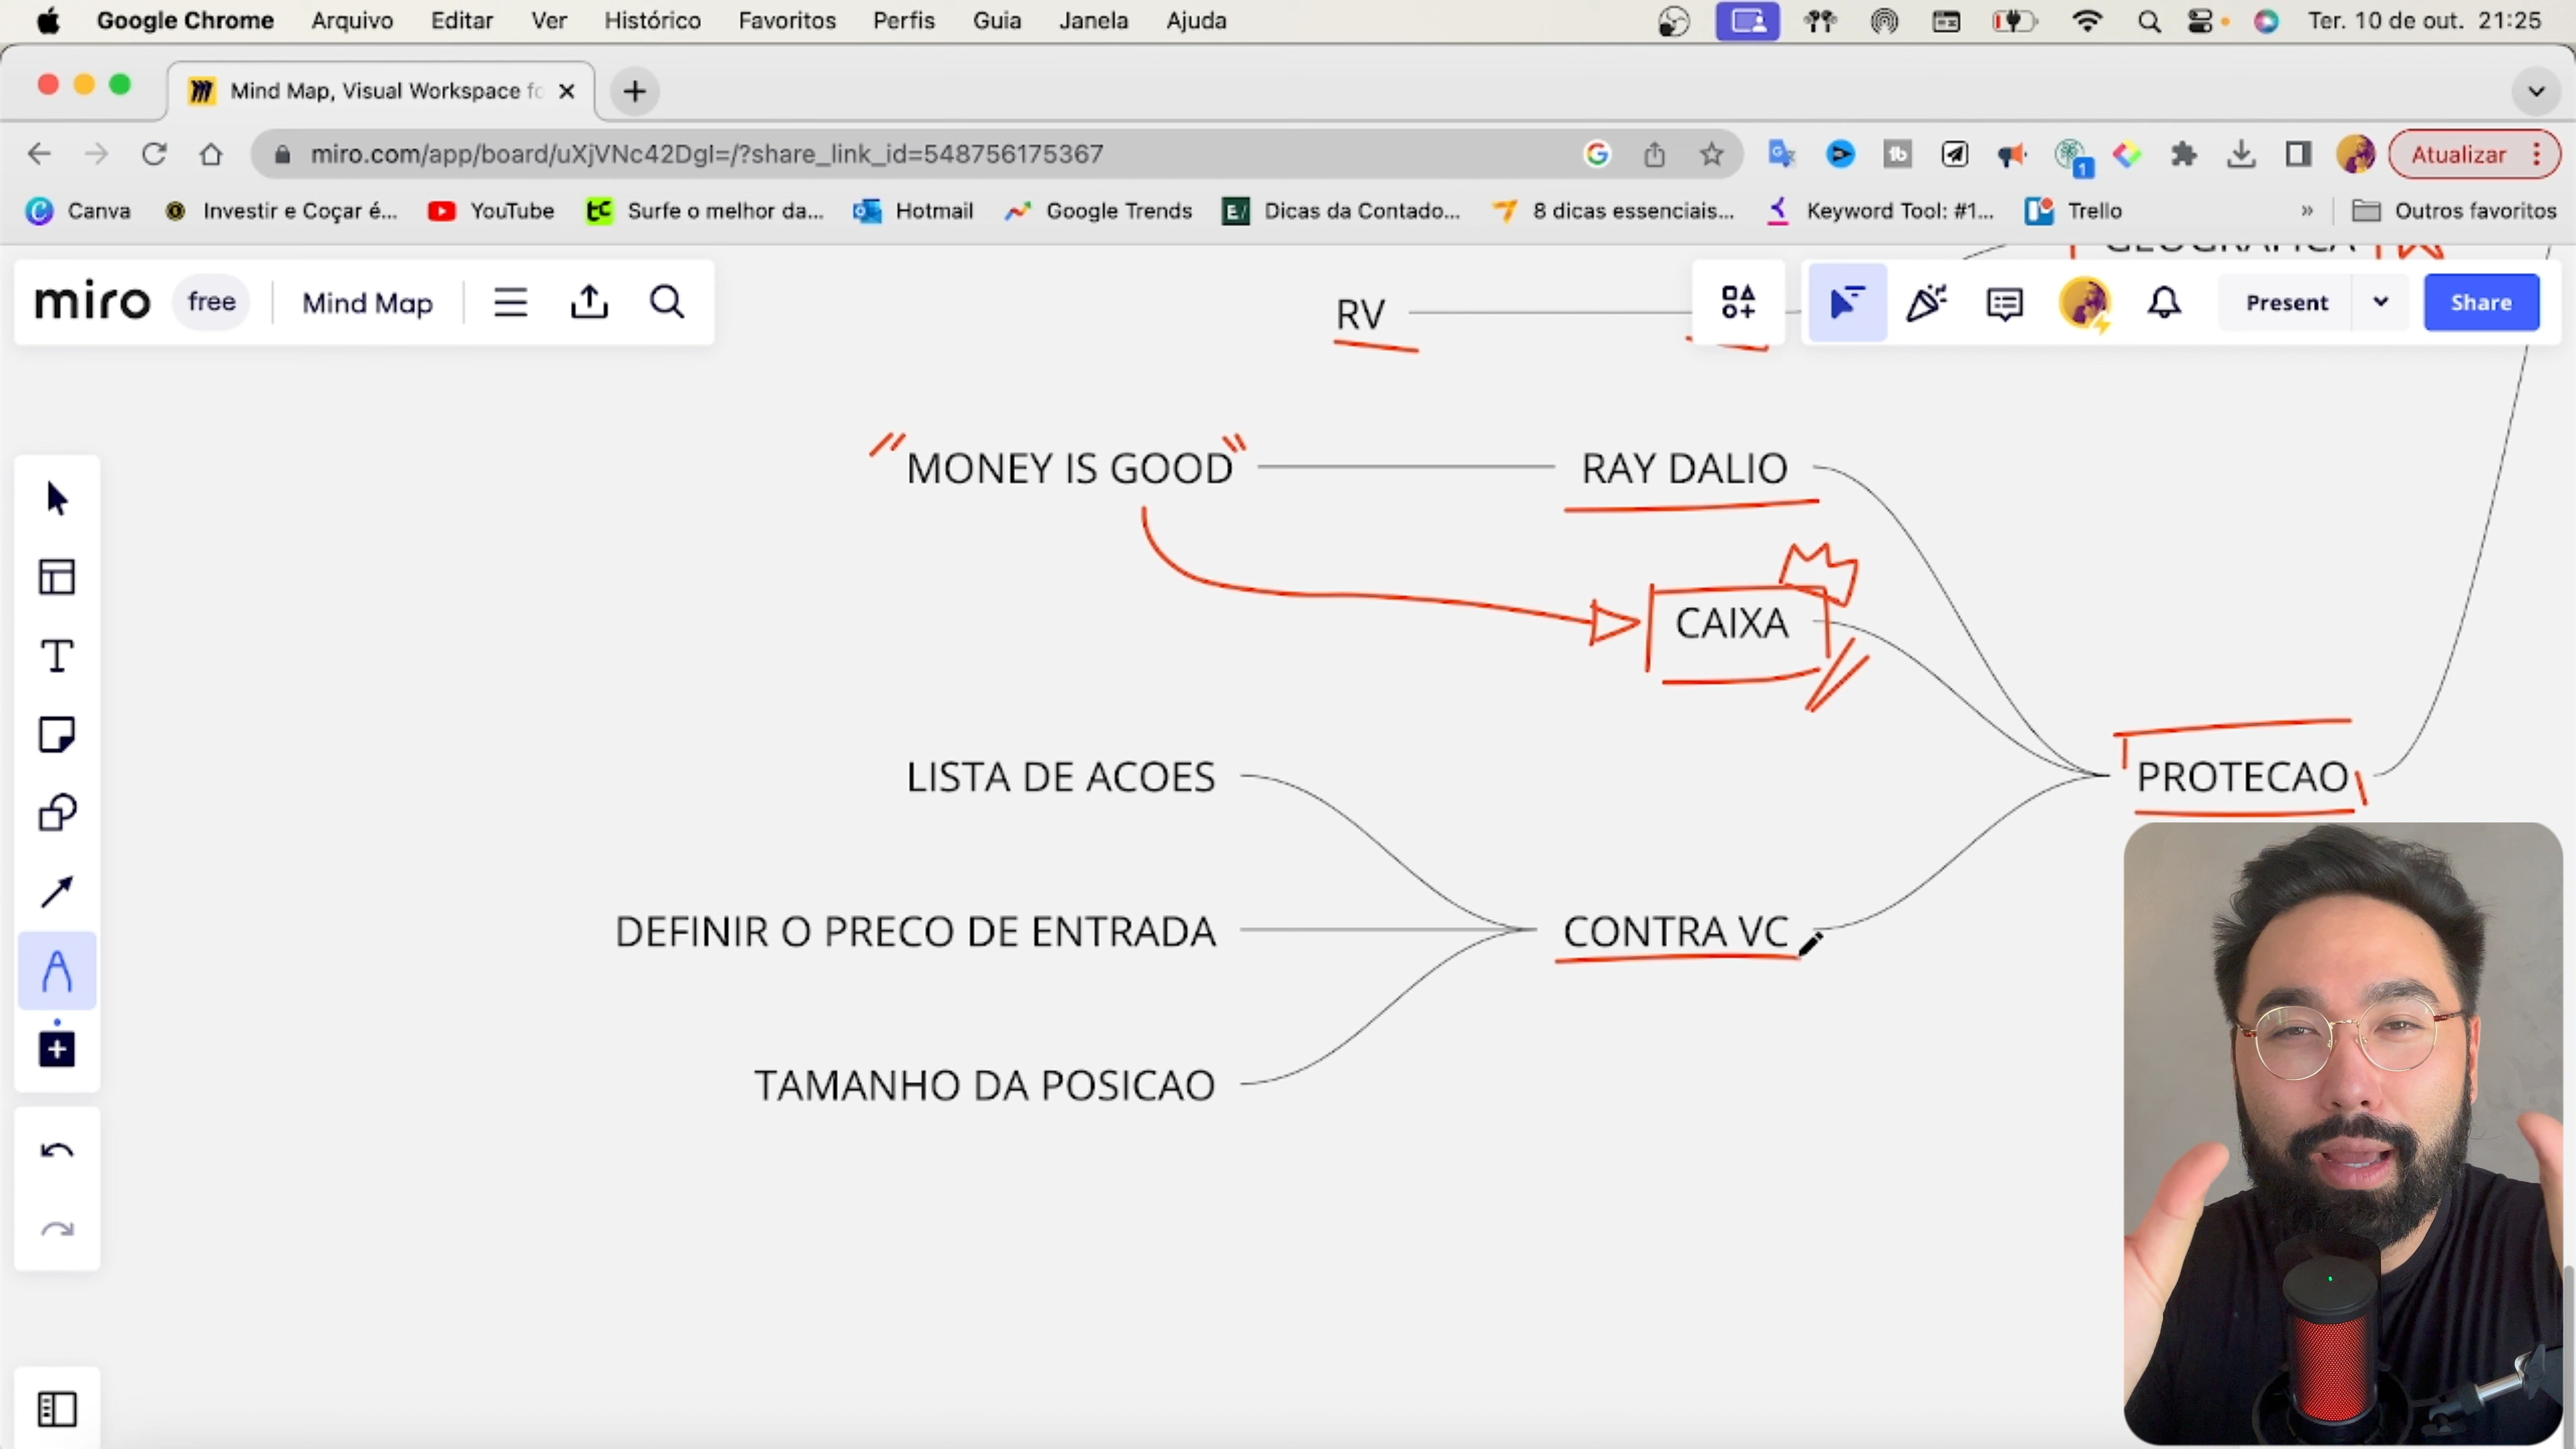 Google Chrome Arquivo Editar Ver Histórico Favoritos Perfis Guia Janela Ajuda Ter. 10 de out. 21:25
Mind Map, Visual Workspace fo
miro.com/app/board/uXjVNc42DgI=/?share_link_id=548756175367 1 Atualizar
Canva Investir e Coçar é... YouTube Surfe o melhor da... Hotmail Google Trends Dicas da Contado... 8 dicas essenciais... Keyword Tool: #1... Trello » Outros favoritos
GEOGRAFICA
miro free Mind Map Present Share
RV
"MONEY IS GOOD" RAY DALIO
CAIXA
LISTA DE ACOES PROTECAO
DEFINIR O PRECO DE ENTRADA CONTRA VC
TAMANHO DA POSICAO